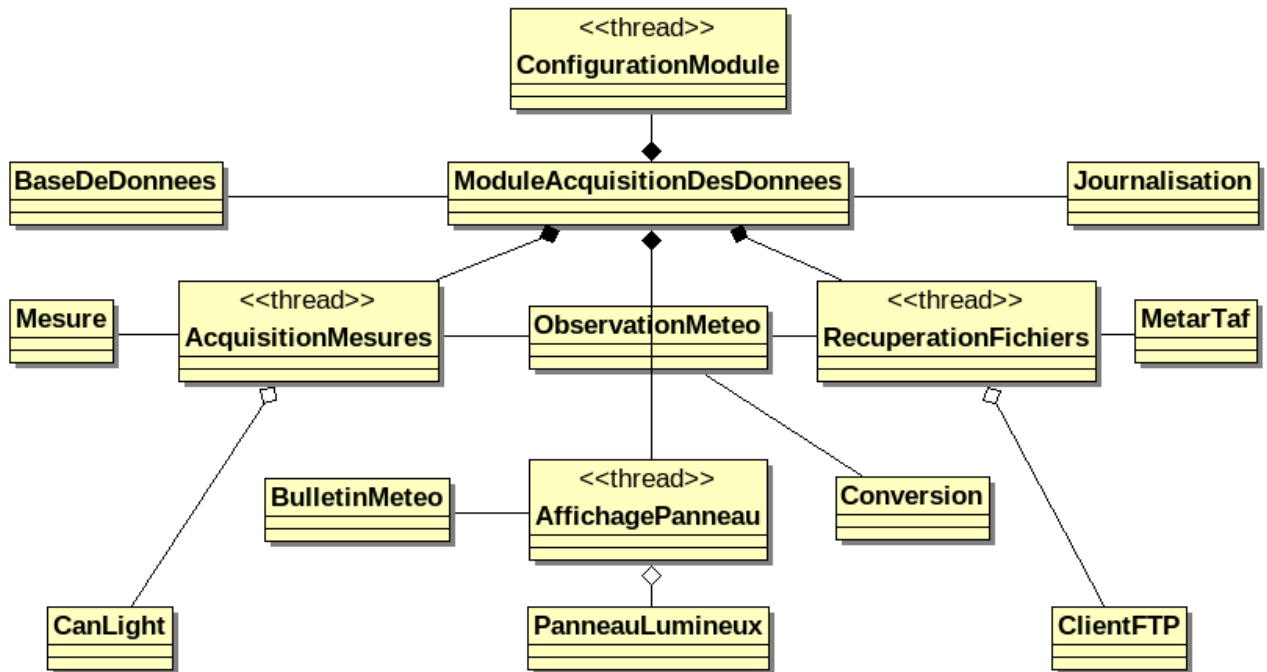 <<thread>>
ConfigurationModule
BaseDeDonnees
ModuleAcquisitionDesDonnees
Journalisation
Mesure
<<thread>>
AcquisitionMesures
ObservationMeteo
<<thread>>
RecuperationFichiers
MetarTaf
BulletinMeteo
<<thread>>
AffichagePanneau
Conversion
CanLight
PanneauLumineux
ClientFTP